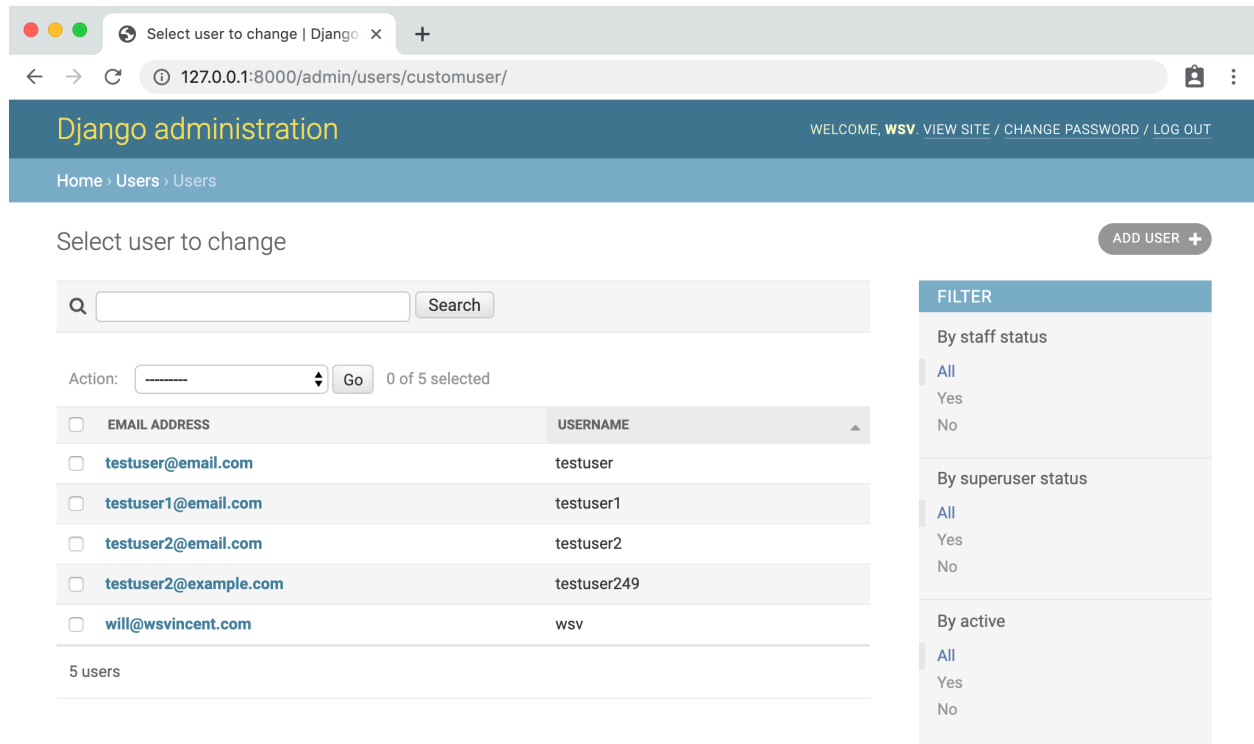 Select user to change | Django
127.0.0.1:8000/admin/users/customuser/
Django administration
WELCOME, WSV. VIEW SITE / CHANGE PASSWORD / LOG OUT
Home › Users › Users
Select user to change
ADD USER +
Search
Action: --------- Go 0 of 5 selected
EMAIL ADDRESS USERNAME
testuser@email.com testuser
testuser1@email.com testuser1
testuser2@email.com testuser2
testuser2@example.com testuser249
will@wsvincent.com wsv
5 users
FILTER
By staff status
All
Yes
No
By superuser status
All
Yes
No
By active
All
Yes
No